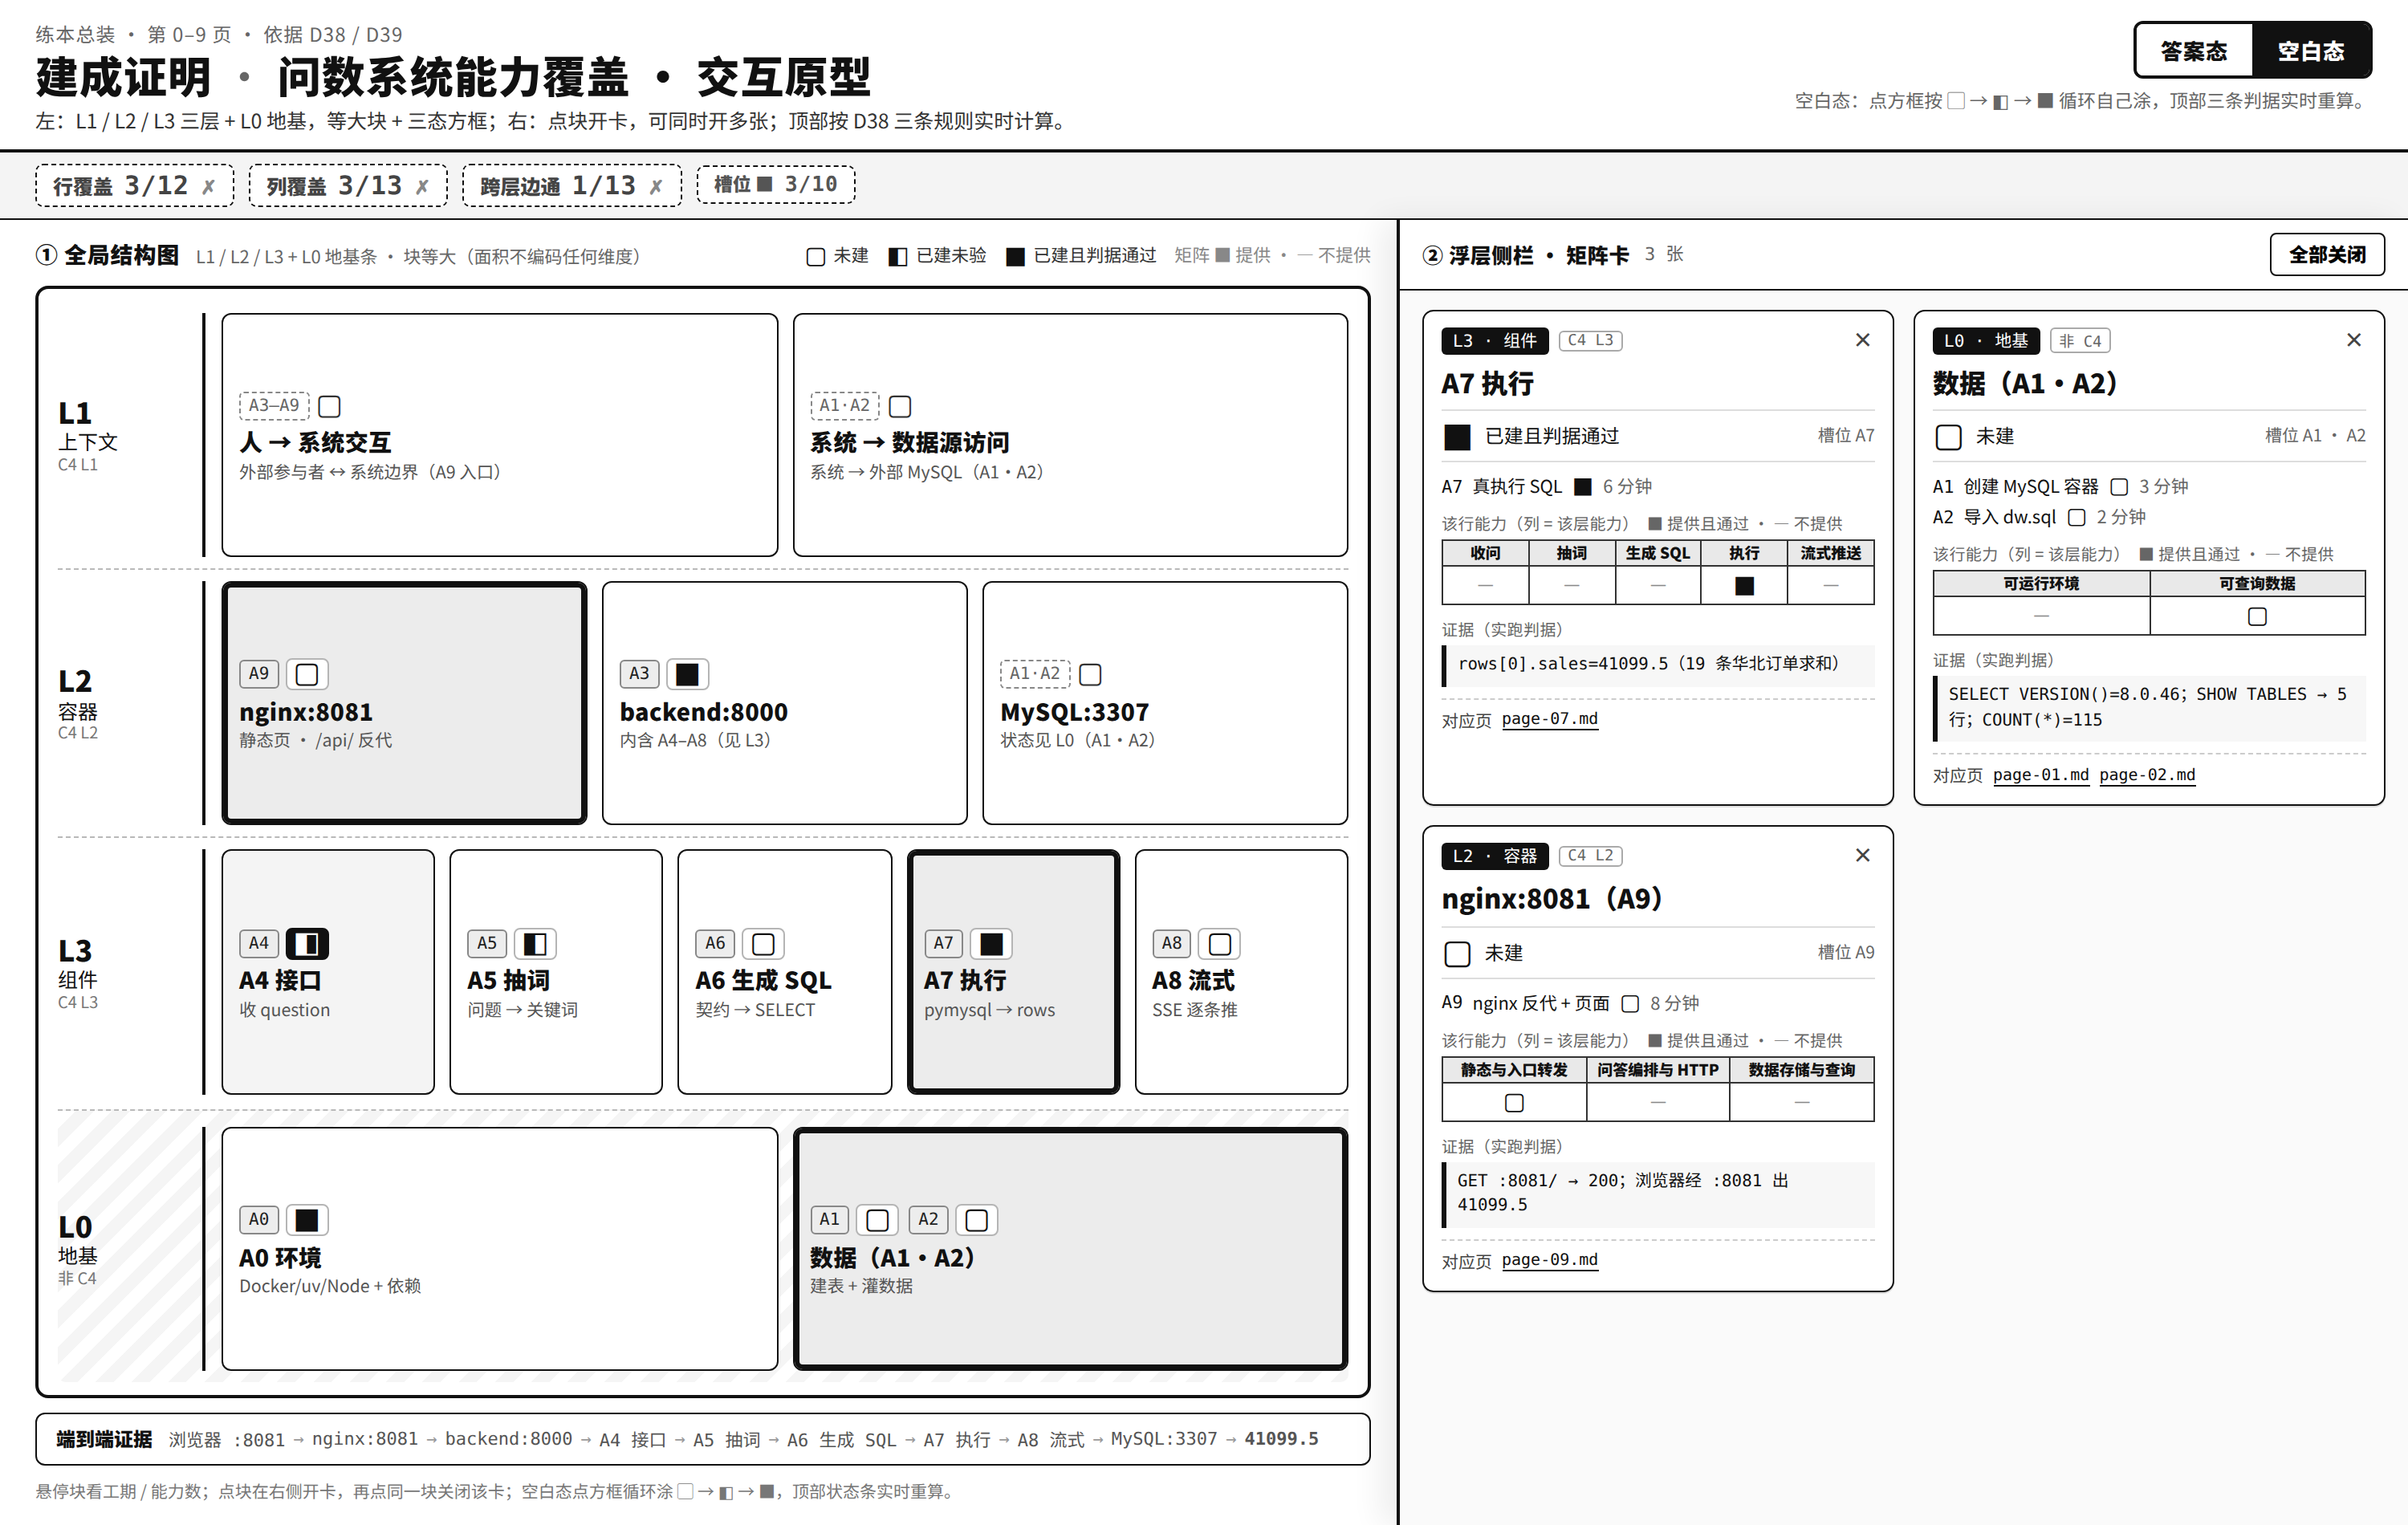 练本总装 · 第 0–9 页 · 依据 D38 / D39
建成证明 · 问数系统能力覆盖 · 交互原型
左：L1 / L2 / L3 三层 + L0 地基，等大块 + 三态方框；右：点块开卡，可同时开多张；顶部按 D38 三条规则实时计算。
答案态 空白态
空白态：点方框按 ▢ → ◧ → ■ 循环自己涂，顶部三条判据实时重算。
行覆盖 3/12 ✗
列覆盖 3/13 ✗
跨层边通 1/13 ✗
槽位 ■ 3/10
① 全局结构图 L1 / L2 / L3 + L0 地基条 · 块等大（面积不编码任何维度）
▢ 未建 ◧ 已建未验 ■ 已建且判据通过 矩阵 ■ 提供 · — 不提供
L1
上下文
C4 L1
A3–A9 ▢
人 → 系统交互
外部参与者 ↔ 系统边界（A9 入口）
A1·A2 ▢
系统 → 数据源访问
系统 → 外部 MySQL（A1·A2）
L2
容器
C4 L2
A9 ▢
nginx:8081
静态页 · /api/ 反代
A3 ■
backend:8000
内含 A4–A8（见 L3）
A1·A2 ▢
MySQL:3307
状态见 L0（A1·A2）
L3
组件
C4 L3
A4 ◧
A4 接口
收 question
A5 ◧
A5 抽词
问题 → 关键词
A6 ▢
A6 生成 SQL
契约 → SELECT
A7 ■
A7 执行
pymysql → rows
A8 ▢
A8 流式
SSE 逐条推
L0
地基
非 C4
A0 ■
A0 环境
Docker/uv/Node + 依赖
A1 ▢ A2 ▢
数据（A1·A2）
建表 + 灌数据
端到端证据 浏览器 :8081 → nginx:8081 → backend:8000 → A4 接口 → A5 抽词 → A6 生成 SQL → A7 执行 → A8 流式 → MySQL:3307 → 41099.5
悬停块看工期 / 能力数；点块在右侧开卡，再点同一块关闭该卡；空白态点方框循环涂 ▢ → ◧ → ■，顶部状态条实时重算。
② 浮层侧栏 · 矩阵卡 3 张
全部关闭
L3 · 组件 C4 L3 ✕
A7 执行
■ 已建且判据通过 槽位 A7
A7 真执行 SQL ■ 6 分钟
该行能力（列 = 该层能力） ■ 提供且通过 · — 不提供
收问 抽词 生成 SQL 执行 流式推送
— — — ■ —
证据（实跑判据）
rows[0].sales=41099.5（19 条华北订单求和）
对应页 page-07.md
L0 · 地基 非 C4 ✕
数据（A1·A2）
▢ 未建 槽位 A1 · A2
A1 创建 MySQL 容器 ▢ 3 分钟
A2 导入 dw.sql ▢ 2 分钟
该行能力（列 = 该层能力） ■ 提供且通过 · — 不提供
可运行环境 可查询数据
— ▢
证据（实跑判据）
SELECT VERSION()=8.0.46；SHOW TABLES → 5
行；COUNT(*)=115
对应页 page-01.md page-02.md
L2 · 容器 C4 L2 ✕
nginx:8081（A9）
▢ 未建 槽位 A9
A9 nginx 反代 + 页面 ▢ 8 分钟
该行能力（列 = 该层能力） ■ 提供且通过 · — 不提供
静态与入口转发 问答编排与 HTTP 数据存储与查询
▢ — —
证据（实跑判据）
GET :8081/ → 200；浏览器经 :8081 出
41099.5
对应页 page-09.md